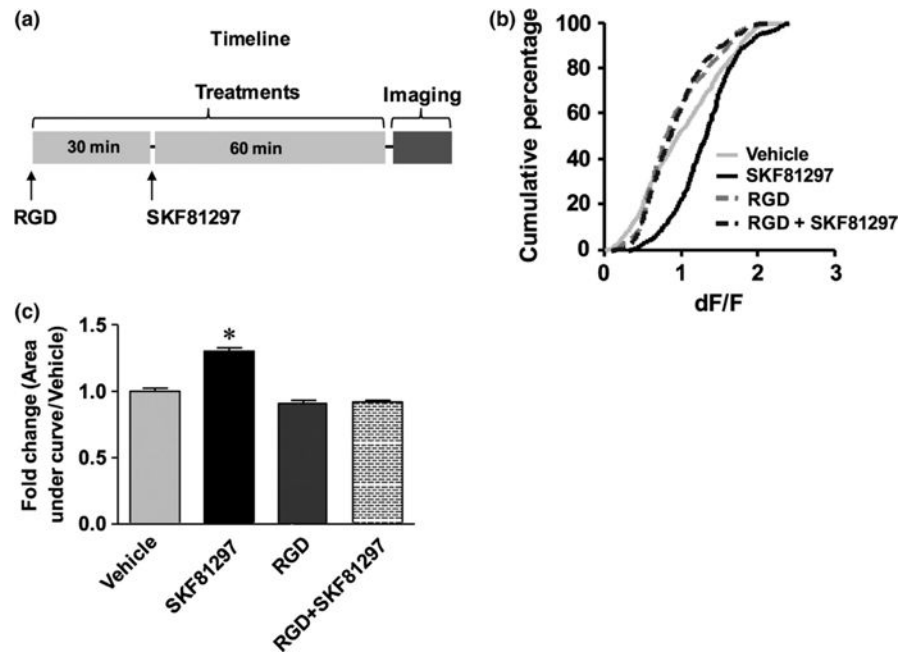 (a)
Timeline
Treatments
Imaging
30 min
60 min
RGD
SKF81297
(b)
Cumulative percentage
100
80
60
40
20
0
0
1
2
3
dF/F
Vehicle
SKF81297
RGD
RGD + SKF81297
(c)
Fold change (Area
under curve/Vehicle)
1.5
1.0
0.5
0.0
*
Vehicle
SKF81297
RGD
RGD+SKF81297